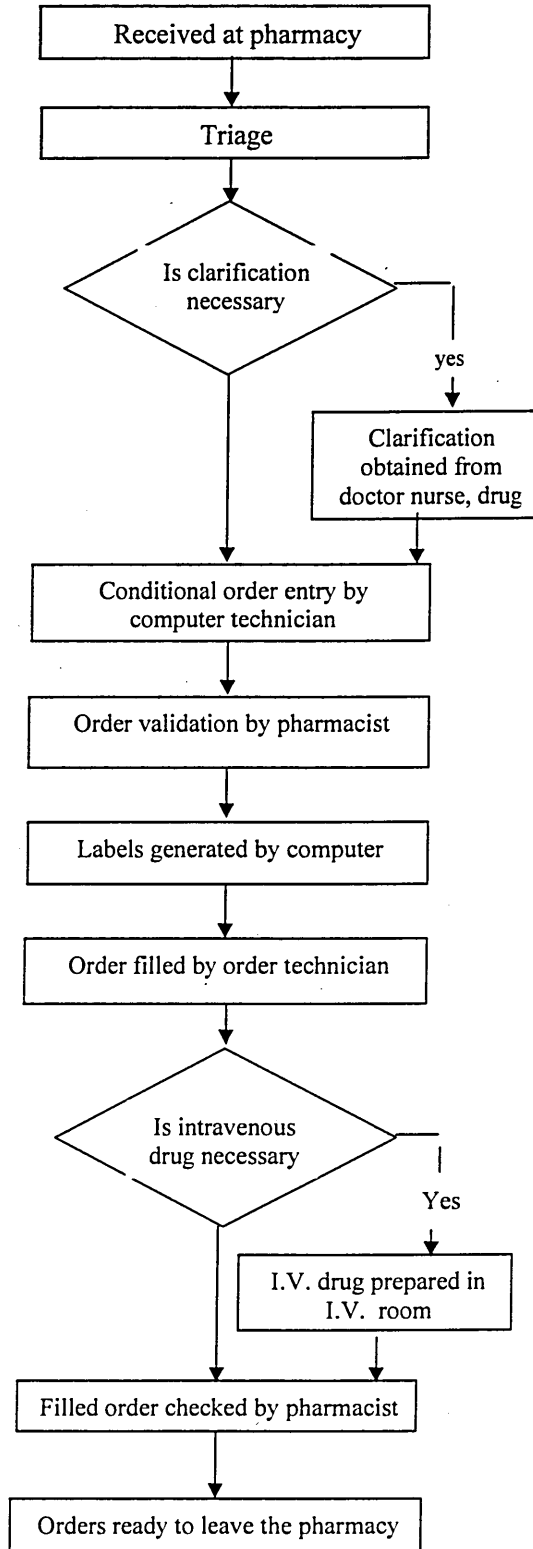 Received at pharmacy
Triage
Is clarification
necessary
yes
Clarification
obtained from
doctor nurse, drug
Conditional order entry by
computer technician
Order validation by pharmacist
Labels generated by computer
Order filled by order technician
Is intravenous
drug necessary
Yes
I.V. drug prepared in
I.V. room
Filled order checked by pharmacist
Orders ready to leave the pharmacy